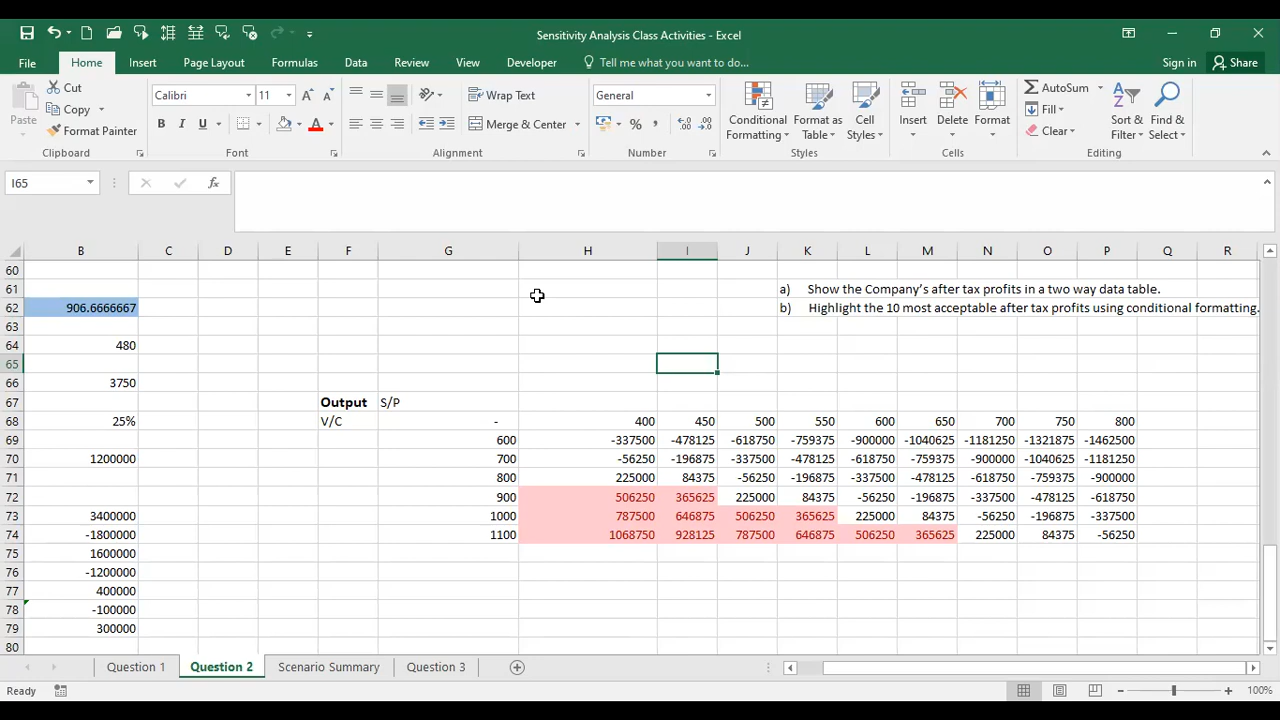 Sensitivity Analysis Class Activities - Excel
File Home Insert Page Layout Formulas Data Review View Developer Tell me what you want to do... Sign in Share
Paste Cut Copy Format Painter Clipboard
Calibri 11 B I U A Font
Wrap Text Merge & Center Alignment
General % , Number
Conditional Formatting Format as Table Cell Styles Styles
Insert Delete Format Cells
AutoSum Fill Clear Sort & Filter Find & Select Editing
I65 fx
B C D E F G H I J K L M N O P Q R
60
61 a) Show the Company's after tax profits in a two way data table.
62 906.6666667 b) Highlight the 10 most acceptable after tax profits using conditional formatting.
63
64 480
65
66 3750
67 Output S/P
68 25% V/C - 400 450 500 550 600 650 700 750 800
69 600 -337500 -478125 -618750 -759375 -900000 -1040625 -1181250 -1321875 -1462500
70 1200000 700 -56250 -196875 -337500 -478125 -618750 -759375 -900000 -1040625 -1181250
71 800 225000 84375 -56250 -196875 -337500 -478125 -618750 -759375 -900000
72 900 506250 365625 225000 84375 -56250 -196875 -337500 -478125 -618750
73 3400000 1000 787500 646875 506250 365625 225000 84375 -56250 -196875 -337500
74 -1800000 1100 1068750 928125 787500 646875 506250 365625 225000 84375 -56250
75 1600000
76 -1200000
77 400000
78 -100000
79 300000
80
Question 1 Question 2 Scenario Summary Question 3
Ready 100%